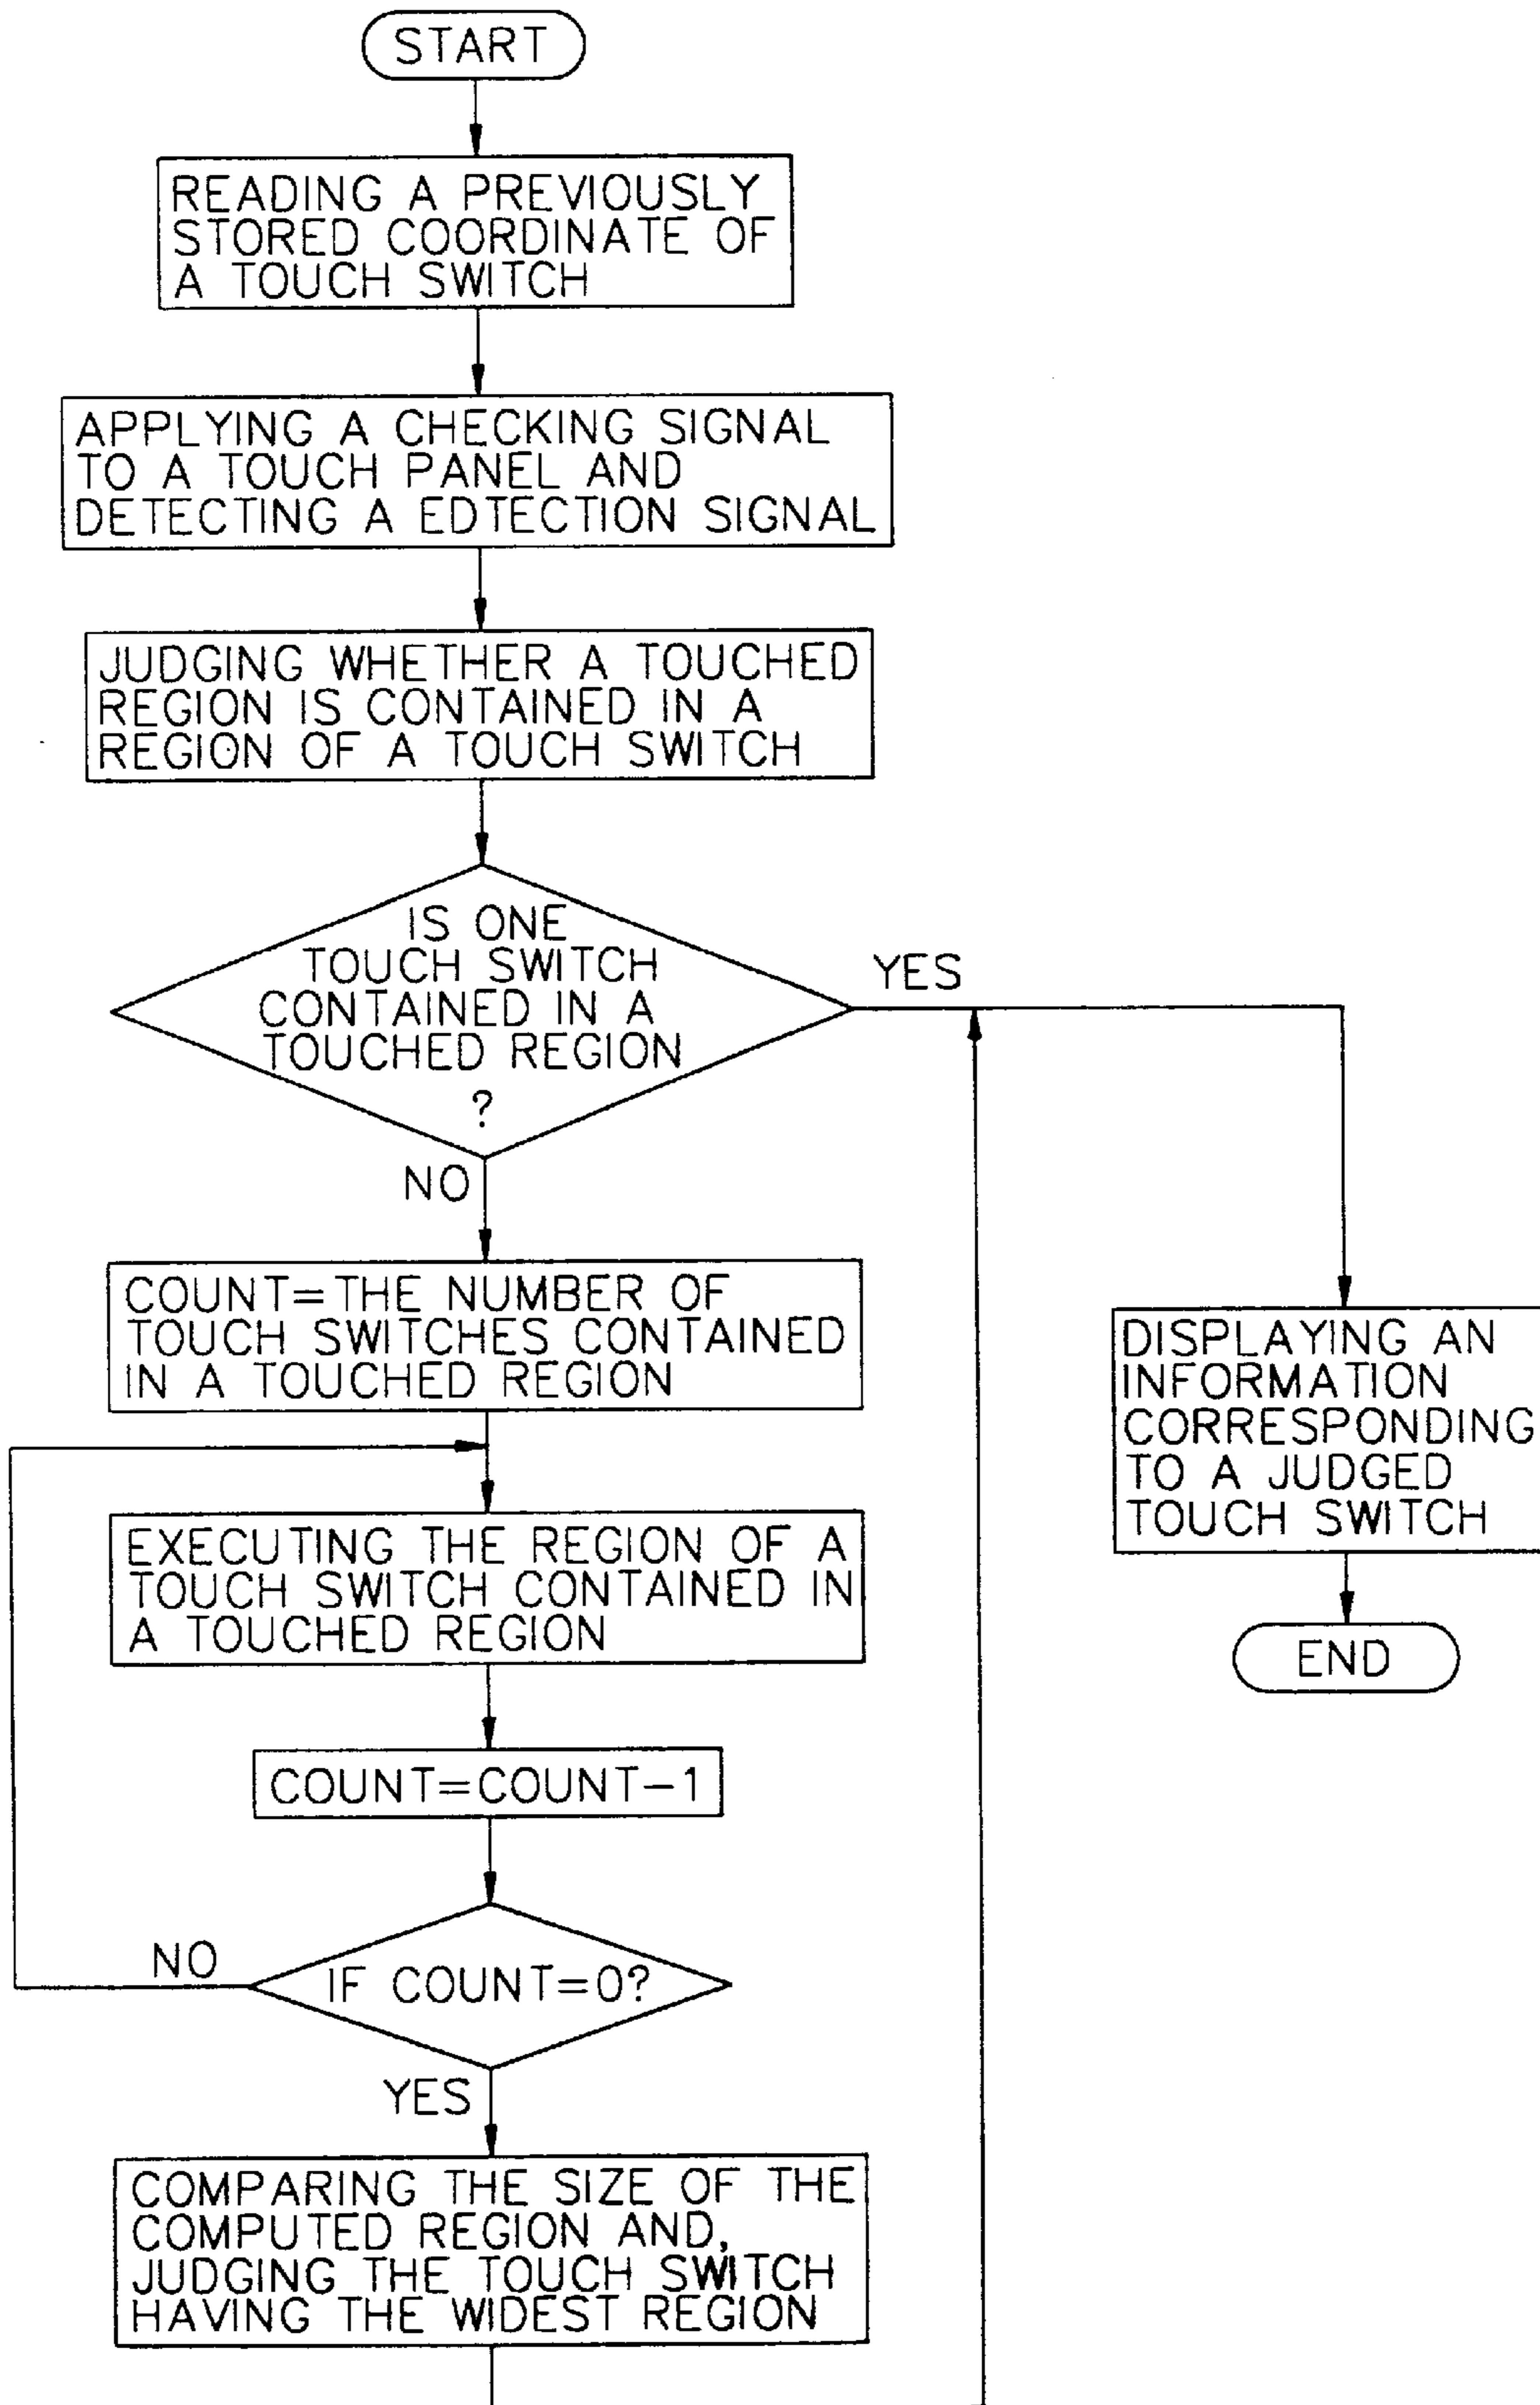 START
READING A PREVIOUSLY
STORED COORDINATE OF
A TOUCH SWITCH
APPLYING A CHECKING SIGNAL
TO A TOUCH PANEL AND
DETECTING A EDTECTION SIGNAL
JUDGING WHETHER A TOUCHED
REGION IS CONTAINED IN A
REGION OF A TOUCH SWITCH
IS ONE
TOUCH SWITCH
CONTAINED IN A
TOUCHED REGION
?
YES
NO
COUNT=THE NUMBER OF
TOUCH SWITCHES CONTAINED
IN A TOUCHED REGION
EXECUTING THE REGION OF A
TOUCH SWITCH CONTAINED IN
A TOUCHED REGION
COUNT=COUNT-1
IF COUNT=0?
NO
YES
COMPARING THE SIZE OF THE
COMPUTED REGION AND,
JUDGING THE TOUCH SWITCH
HAVING THE WIDEST REGION
DISPLAYING AN
INFORMATION
CORRESPONDING
TO A JUDGED
TOUCH SWITCH
END